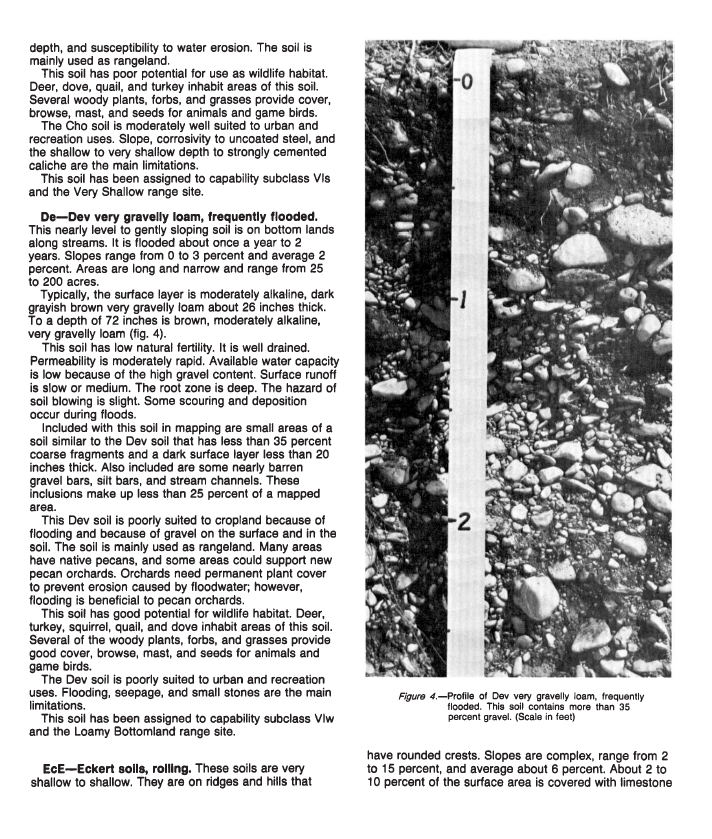 depth, and susceptibility to water erosion. The soil is
mainly used as rangeland.
This soil has poor potential for use as wildlife habitat.
Deer, dove, quail, and turkey inhabit areas of this soil.
Several woody plants, forbs, and grasses provide cover,
browse, mast, and seeds for animals and game birds.
The Cho soil is moderately well suited to urban and
recreation uses. Slope, corrosivity to uncoated steel, and
the shallow to very shallow depth to strongly cemented
caliche are the main limitations.
This soil has been assigned to capability subclass VIs
and the Very Shallow range site.
De—Dev very gravelly loam, frequently flooded.
This nearly level to gently sloping soil is on bottom lands
along streams. It is flooded about once a year to 2
years. Slopes range from 0 to 3 percent and average 2
percent. Areas are long and narrow and range from 25
to 200 acres.
Typically, the surface layer is moderately alkaline, dark
grayish brown very gravelly loam about 26 inches thick.
To a depth of 72 inches is brown, moderately alkaline,
very gravelly loam (fig. 4).
This soil has low natural fertility. It is well drained.
Permeability is moderately rapid. Available water capacity
is low because of the high gravel content. Surface runoff
is slow or medium. The root zone is deep. The hazard of
soil blowing is slight. Some scouring and deposition
occur during floods.
Included with this soil in mapping are small areas of a
soil similar to the Dev soil that has less than 35 percent
coarse fragments and a dark surface layer less than 20
inches thick. Also included are some nearly barren
gravel bars, silt bars, and stream channels. These
inclusions make up less than 25 percent of a mapped
area.
This Dev soil is poorly suited to cropland because of
flooding and because of gravel on the surface and in the
soil. The soil is mainly used as rangeland. Many areas
have native pecans, and some areas could support new
pecan orchards. Orchards need permanent plant cover
to prevent erosion caused by floodwater; however,
flooding is beneficial to pecan orchards.
This soil has good potential for wildlife habitat. Deer,
turkey, squirrel, quail, and dove inhabit areas of this soil.
Several of the woody plants, forbs, and grasses provide
good cover, browse, mast, and seeds for animals and
game birds.
The Dev soil is poorly suited to urban and recreation
uses. Flooding, seepage, and small stones are the main
limitations.
This soil has been assigned to capability subclass VIw
and the Loamy Bottomland range site.
EcE—Eckert soils, rolling. These soils are very
shallow to shallow. They are on ridges and hills that
0
1
2
Figure 4.—Profile of Dev very gravelly loam, frequently
flooded. This soil contains more than 35
percent gravel. (Scale in feet)
have rounded crests. Slopes are complex, range from 2
to 15 percent, and average about 6 percent. About 2 to
10 percent of the surface area is covered with limestone